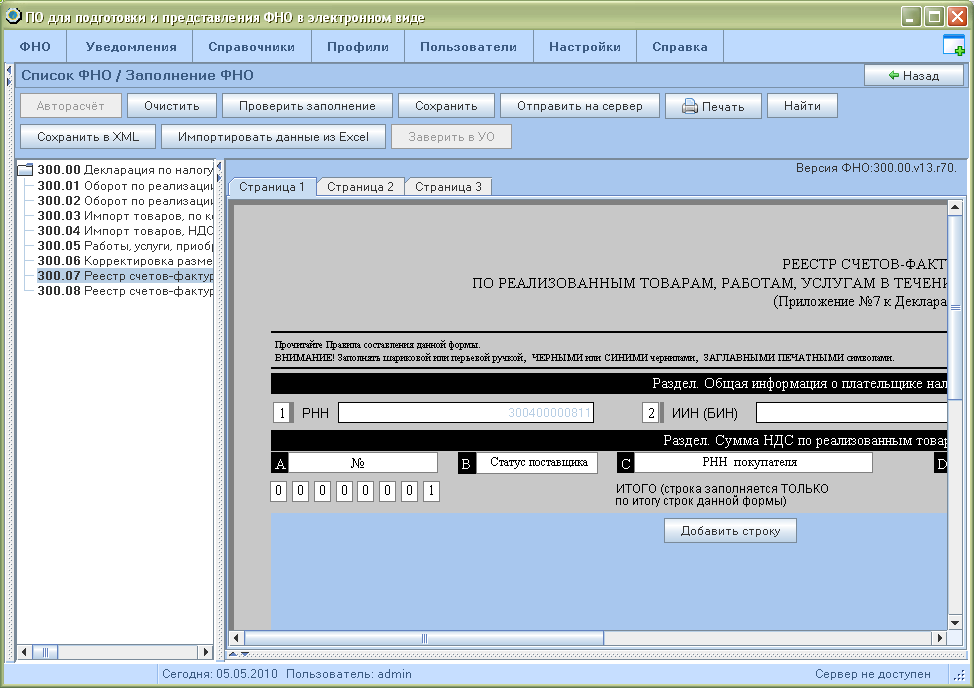 ПО для подготовки и представления ФНО в электронном виде
ФНО Уведомления Справочники Профили Пользователи Настройки Справка
Список ФНО / Заполнение ФНО Назад
Авторасчёт Очистить Проверить заполнение Сохранить Отправить на сервер Печать Найти
Сохранить в XML Импортировать данные из Excel Заверить в УО
Версия ФНО:300.00.v13.r70.
300.00 Декларация по налогу
300.01 Оборот по реализации
300.02 Оборот по реализации
300.03 Импорт товаров, по к
300.04 Импорт товаров, НДС
300.05 Работы, услуги, приобр
300.06 Корректировка разме
300.07 Реестр счетов-фактур
300.08 Реестр счетов-фактур
Страница 1 Страница 2 Страница 3
РЕЕСТР СЧЕТОВ-ФАКТ
ПО РЕАЛИЗОВАННЫМ ТОВАРАМ, РАБОТАМ, УСЛУГАМ В ТЕЧЕНИ
(Приложение №7 к Деклара
Прочитайте Правила составления данной формы.
ВНИМАНИЕ! Заполнять шариковой или перьевой ручкой, ЧЕРНЫМИ или СИНИМИ чернилами, ЗАГЛАВНЫМИ ПЕЧАТНЫМИ символами.
Раздел. Общая информация о плательщике нал
1 РНН 300400000811 2 ИИН (БИН)
Раздел. Сумма НДС по реализованным товар
A № B Статус поставщика C РНН покупателя D
0 0 0 0 0 0 0 1 ИТОГО (строка заполняется ТОЛЬКО
по итогу строк данной формы)
Добавить строку
Сегодня: 05.05.2010 Пользователь: admin Сервер не доступен